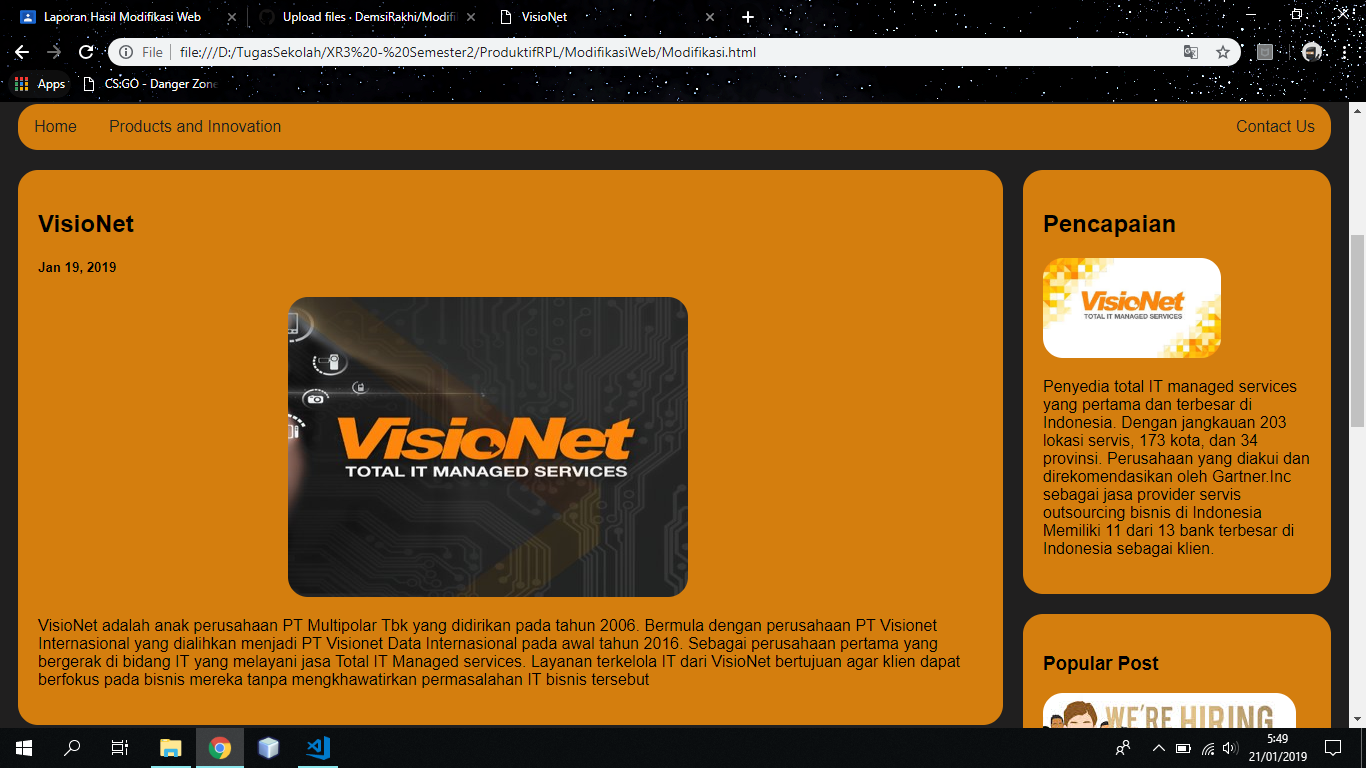 Laporan Hasil Modifikasi Web
Upload files · DemsiRakhi/Modifi
VisioNet
File
file:///D:/TugasSekolah/XR3%20-%20Semester2/ProduktifRPL/ModifikasiWeb/Modifikasi.html
Apps
CS:GO - Danger Zone
Home
Products and Innovation
Contact Us
VisioNet
Jan 19, 2019
VisioNet
TOTAL IT MANAGED SERVICES
VisioNet adalah anak perusahaan PT Multipolar Tbk yang didirikan pada tahun 2006. Bermula dengan perusahaan PT Visionet
Internasional yang dialihkan menjadi PT Visionet Data Internasional pada awal tahun 2016. Sebagai perusahaan pertama yang
bergerak di bidang IT yang melayani jasa Total IT Managed services. Layanan terkelola IT dari VisioNet bertujuan agar klien dapat
berfokus pada bisnis mereka tanpa mengkhawatirkan permasalahan IT bisnis tersebut
Pencapaian
VisioNet
TOTAL IT MANAGED SERVICES
Penyedia total IT managed services
yang pertama dan terbesar di
Indonesia. Dengan jangkauan 203
lokasi servis, 173 kota, dan 34
provinsi. Perusahaan yang diakui dan
direkomendasikan oleh Gartner.Inc
sebagai jasa provider servis
outsourcing bisnis di Indonesia
Memiliki 11 dari 13 bank terbesar di
Indonesia sebagai klien.
Popular Post
WE'RE HIRING
5:49
21/01/2019